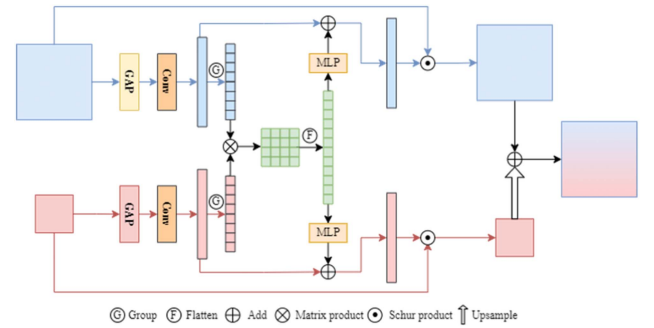 MLP
GAP
Conv
G
F
GAP
Conv
G
MLP
G Group F Flatten Add Matrix product Schur product Upsample